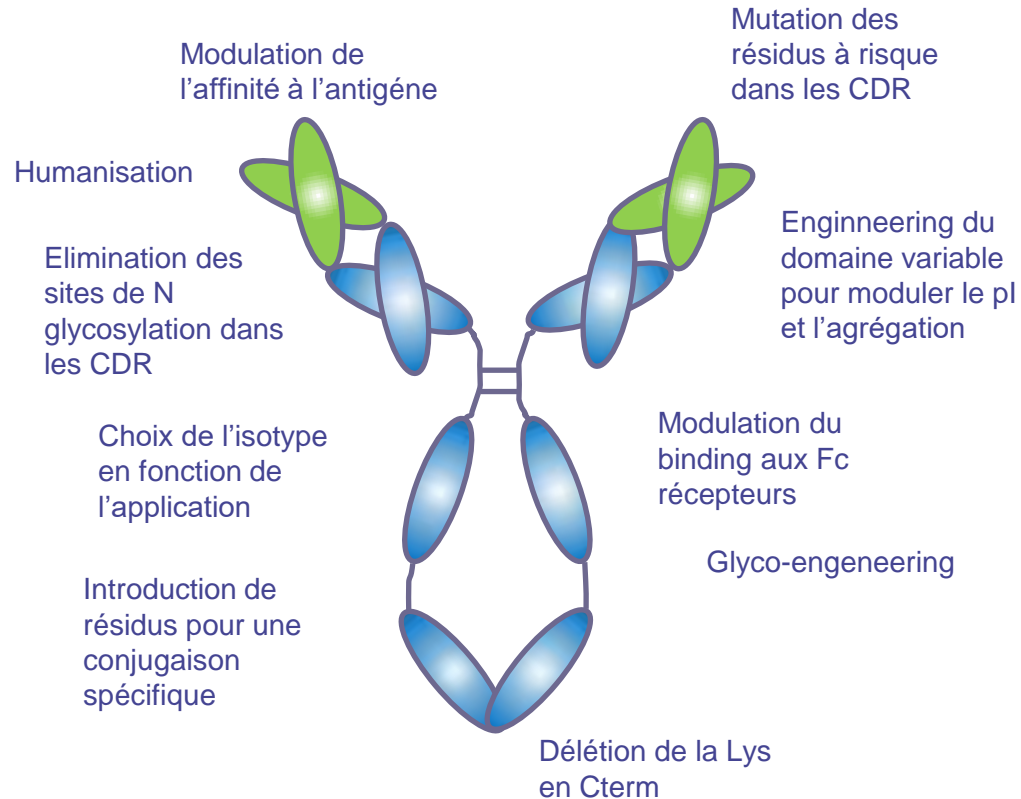 Modulation de
l'affinité à l'antigéne
Mutation des
résidus à risque
dans les CDR
Humanisation
Elimination des
sites de N
glycosylation dans
les CDR
Enginneering du
domaine variable
pour moduler le pI
et l'agrégation
Choix de l'isotype
en fonction de
l'application
Modulation du
binding aux Fc
récepteurs
Glyco-engeneering
Introduction de
résidus pour une
conjugaison
spécifique
Délétion de la Lys
en Cterm